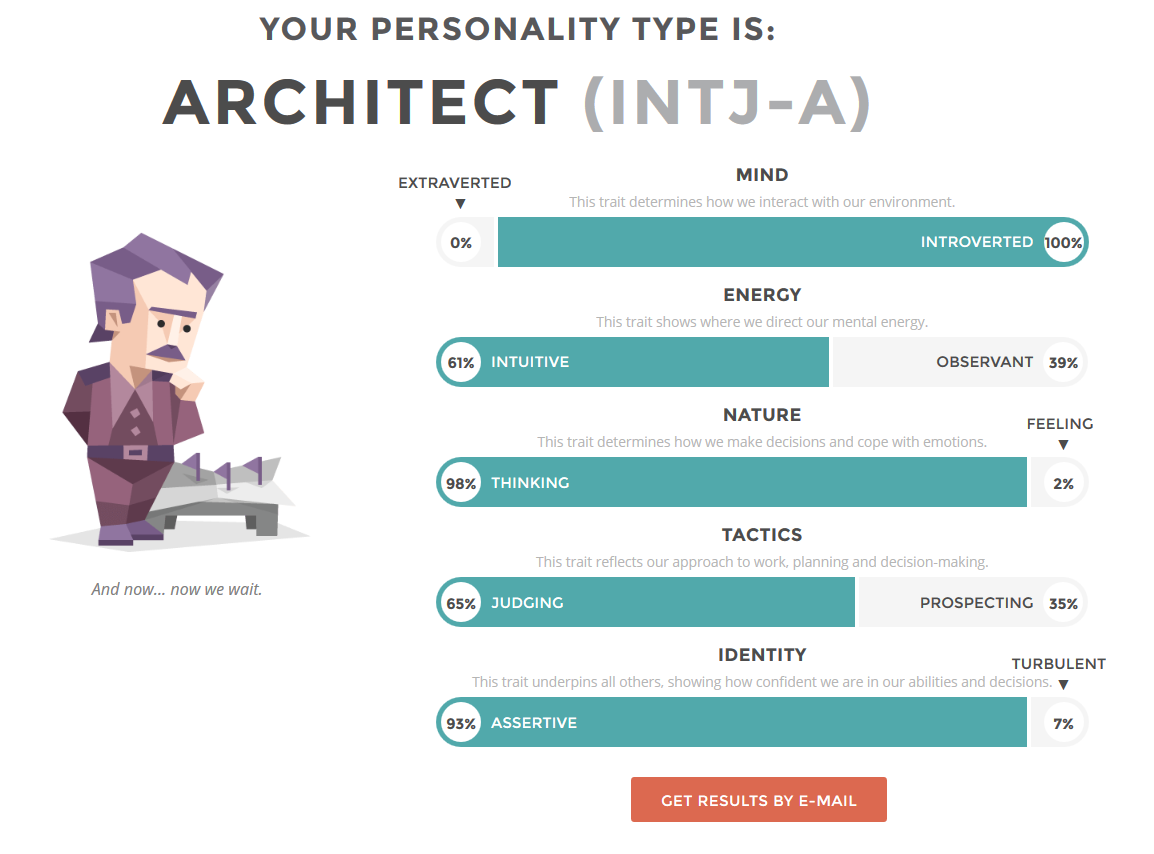 YOUR PERSONALITY TYPE IS:
ARCHITECT (INTJ-A)
MIND
EXTRAVERTED
▼
This trait determines how we interact with our environment.
0% INTROVERTED 100%
ENERGY
This trait shows where we direct our mental energy.
61% INTUITIVE OBSERVANT 39%
NATURE
FEELING
This trait determines how we make decisions and cope with emotions. ▼
98% THINKING 2%
TACTICS
This trait reflects our approach to work, planning and decision-making.
65% JUDGING PROSPECTING 35%
IDENTITY
TURBULENT
This trait underpins all others, showing how confident we are in our abilities and decisions. ▼
93% ASSERTIVE 7%
And now... now we wait.
GET RESULTS BY E-MAIL